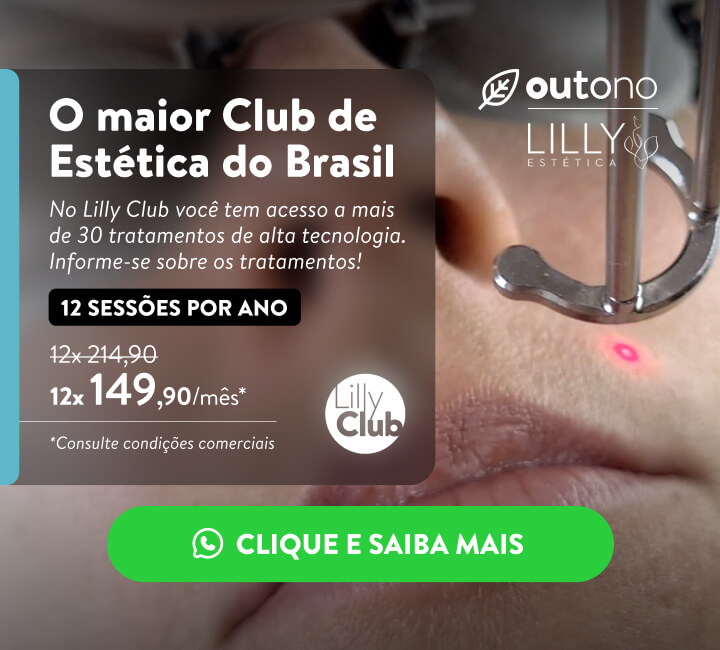 O maior Club de
Estética do Brasil
No Lilly Club você tem acesso a mais
de 30 tratamentos de alta tecnologia.
Informe-se sobre os tratamentos!
12 SESSÕES POR ANO
12x 214,90
12x 149,90/mês*
*Consulte condições comerciais
Lilly
Club
outono
LILLY
ESTÉTICA
CLIQUE E SAIBA MAIS